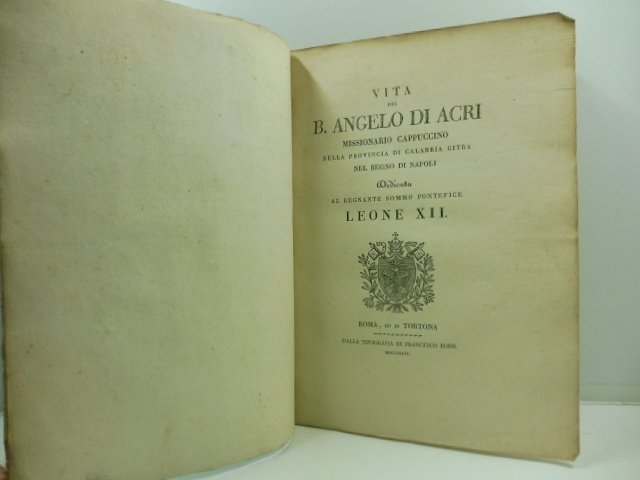 VITA
DEL
B. ANGELO DI ACRI
MISSIONARIO CAPPUCCINO
DELLA PROVINCIA DI CALABRIA CITRA
NEL REGNO DI NAPOLI
Dedicata
AL REGNANTE SOMMO PONTEFICE
LEONE XII.
ROMA, ED IN TORTONA
DALLA TIPOGRAFIA DI FRANCESCO ROSSI.